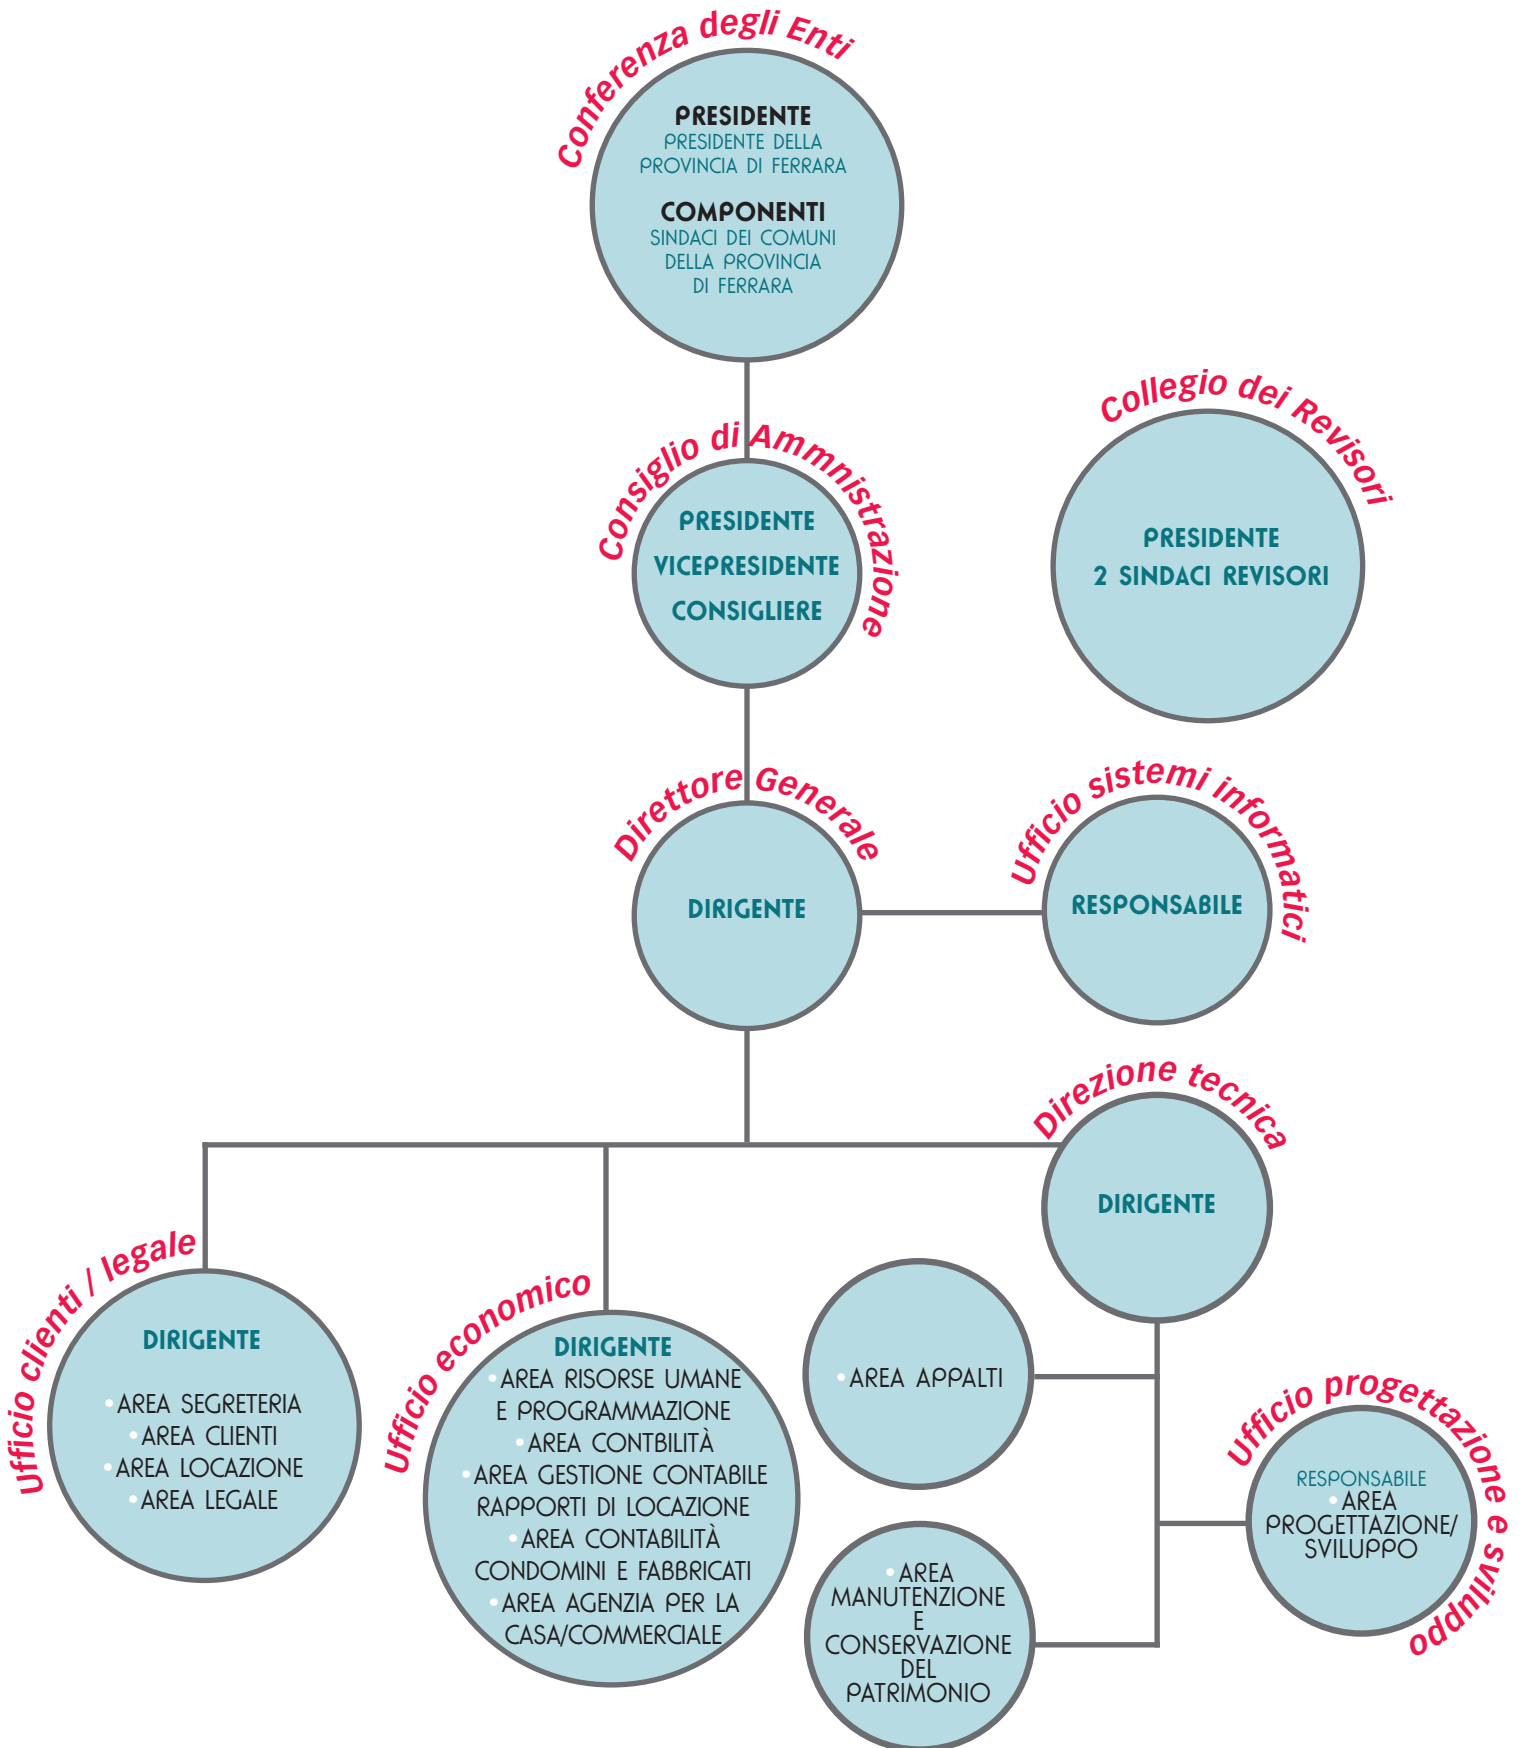 Conferenza degli Enti
PRESIDENTE
PRESIDENTE DELLA
PROVINCIA DI FERRARA
COMPONENTI
SINDACI DEI COMUNI
DELLA PROVINCIA
DI FERRARA
Collegio dei Revisori
PRESIDENTE
2 SINDACI REVISORI
Consiglio di Ammnistrazione
PRESIDENTE
VICEPRESIDENTE
CONSIGLIERE
Direttore Generale
DIRIGENTE
Ufficio sistemi informatici
RESPONSABILE
Direzione tecnica
DIRIGENTE
Ufficio clienti / legale
DIRIGENTE
• AREA SEGRETERIA
• AREA CLIENTI
• AREA LOCAZIONE
• AREA LEGALE
Ufficio economico
DIRIGENTE
• AREA RISORSE UMANE
E PROGRAMMAZIONE
• AREA CONTBILITÀ
• AREA GESTIONE CONTABILE
RAPPORTI DI LOCAZIONE
• AREA CONTABILITÀ
CONDOMINI E FABBRICATI
• AREA AGENZIA PER LA
CASA/COMMERCIALE
• AREA APPALTI
• AREA
MANUTENZIONE
E
CONSERVAZIONE
DEL
PATRIMONIO
Ufficio progettazione e sviluppo
RESPONSABILE
• AREA
PROGETTAZIONE/
SVILUPPO